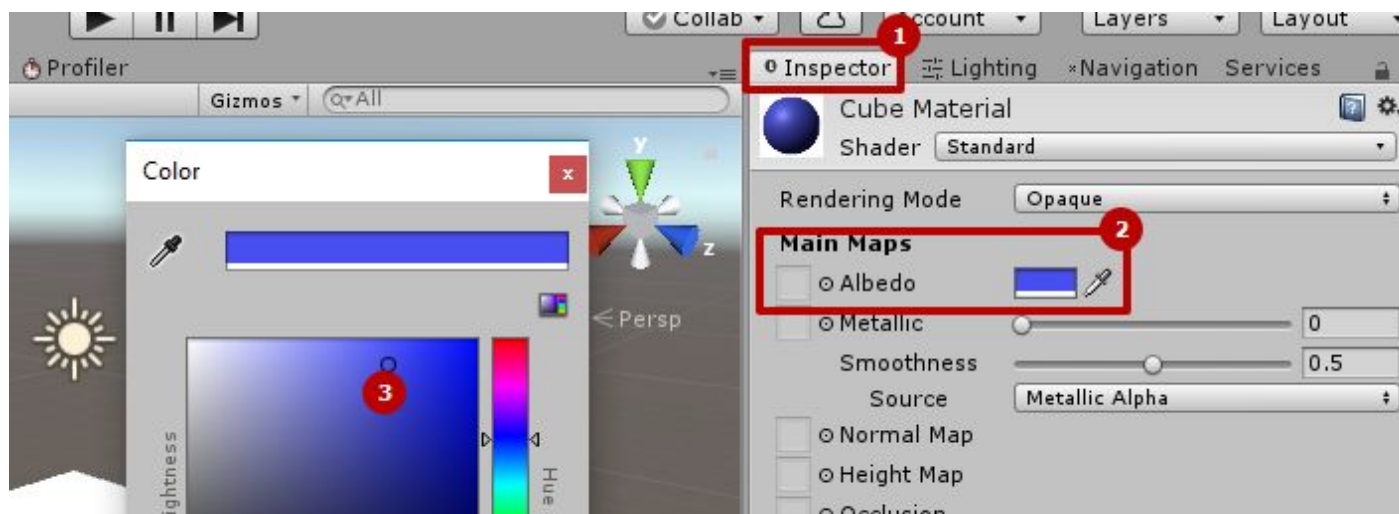 Collab
Account
Layers
Layout
1
Profiler
Inspector
Lighting
Navigation
Services
Gizmos
All
Cube Material
Shader
Standard
Color
x
y
z
Persp
Rendering Mode
Opaque
2
Main Maps
Albedo
Metallic
0
Smoothness
0.5
Source
Metallic Alpha
3
Normal Map
Height Map
Occlusion
Hue